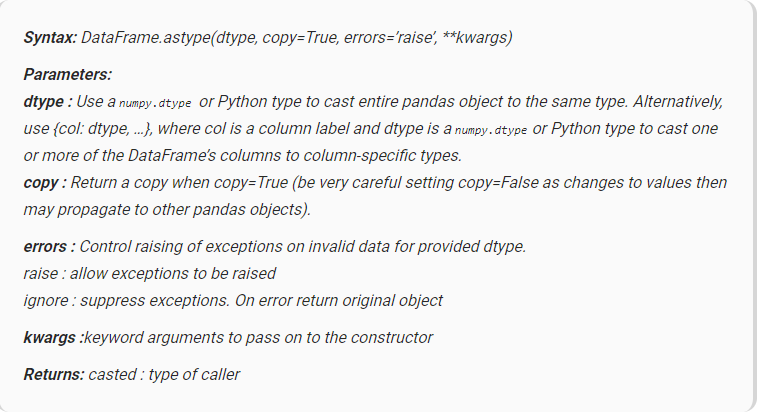 Syntax: DataFrame.astype(dtype, copy=True, errors=’raise’, **kwargs)
Parameters:
dtype : Use a numpy.dtype or Python type to cast entire pandas object to the same type. Alternatively,
use {col: dtype, …}, where col is a column label and dtype is a numpy.dtype or Python type to cast one
or more of the DataFrame’s columns to column-specific types.
copy : Return a copy when copy=True (be very careful setting copy=False as changes to values then
may propagate to other pandas objects).
errors : Control raising of exceptions on invalid data for provided dtype.
raise : allow exceptions to be raised
ignore : suppress exceptions. On error return original object
kwargs :keyword arguments to pass on to the constructor
Returns: casted : type of caller